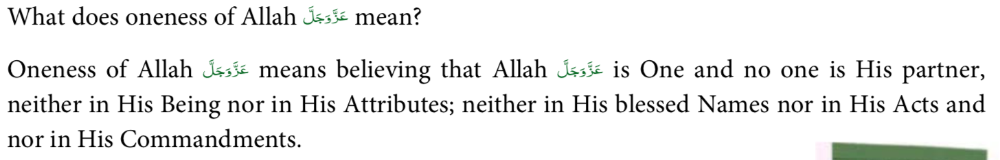 What does oneness of Allah عَزَّوَجَلَّ mean?
Oneness of Allah عَزَّوَجَلَّ means believing that Allah عَزَّوَجَلَّ is One and no one is His partner,
neither in His Being nor in His Attributes; neither in His blessed Names nor in His Acts and
nor in His Commandments.